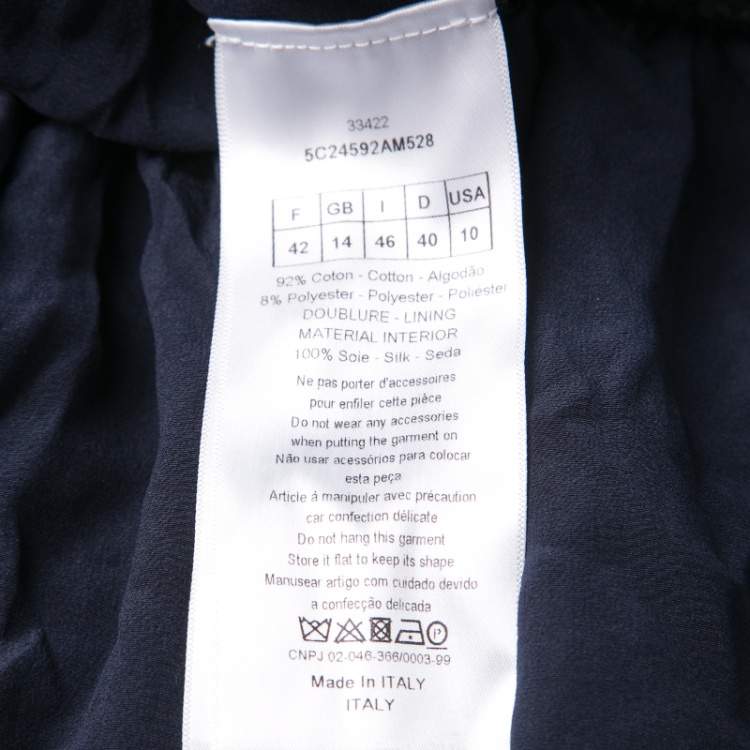 33422
5C24592AM528
F GB I D USA
42 14 46 40 10
92% Coton - Cotton - Algodão
8% Polyester - Polyester - Poliester
DOUBLURE - LINING
MATERIAL INTERIOR
100% Soie - Silk - Seda
Ne pas porter d'accessoires
pour enfiler cette pièce
Do not wear any accessories
when putting the garment on
Não usar acessórios para colocar
esta peça
Article à manipuler avec précaution
car confection délicate
Do not hang this garment
Store it flat to keep its shape
Manusear artigo com cuidado devido
a confecção delicada
P
CNPJ 02-046-366/0003-99
Made In ITALY
ITALY